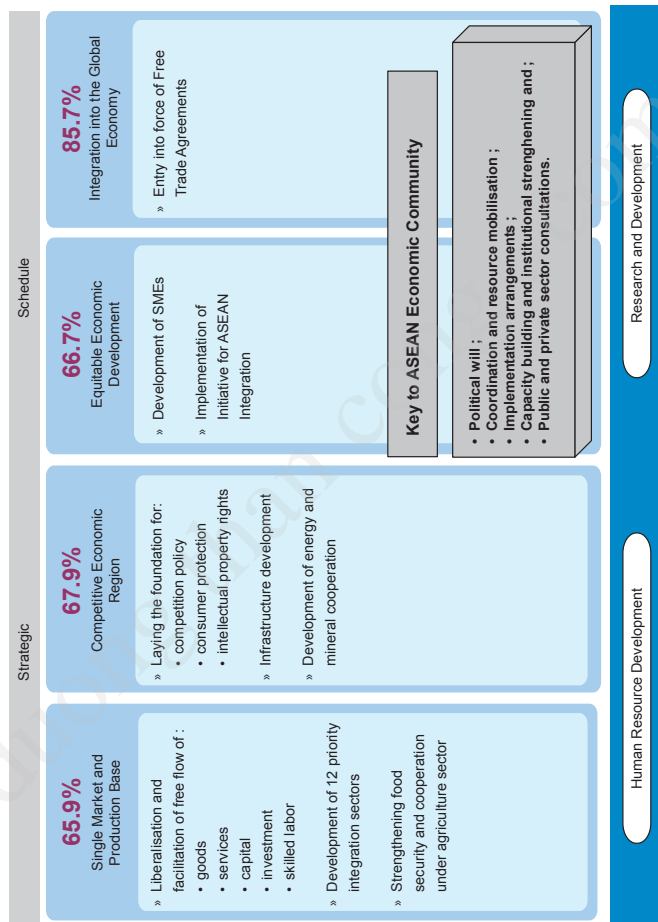 Strategic Schedule
65.9%
Single Market and
Production Base
» Liberalisation and
facilitation of free flow of :
• goods
• services
• capital
• investment
• skilled labor
» Development of 12 priority
integration sectors
» Strengthening food
security and cooperation
under agriculture sector
67.9%
Competitive Economic
Region
» Laying the foundation for:
• competition policy
• consumer protection
• intellectual property rights
» Infrastructure development
» Development of energy and
mineral cooperation
66.7%
Equitable Economic
Development
» Development of SMEs
» Implementation of
Initiative for ASEAN
Integration
85.7%
Integration into the Global
Economy
» Entry into force of Free
Trade Agreements
Key to ASEAN Economic Community
• Political will ;
• Coordination and resource mobilisation ;
• Implementation arrangements ;
• Capacity building and institutional strenghening and ;
• Public and private sector consultations.
Human Resource Development
Research and Development